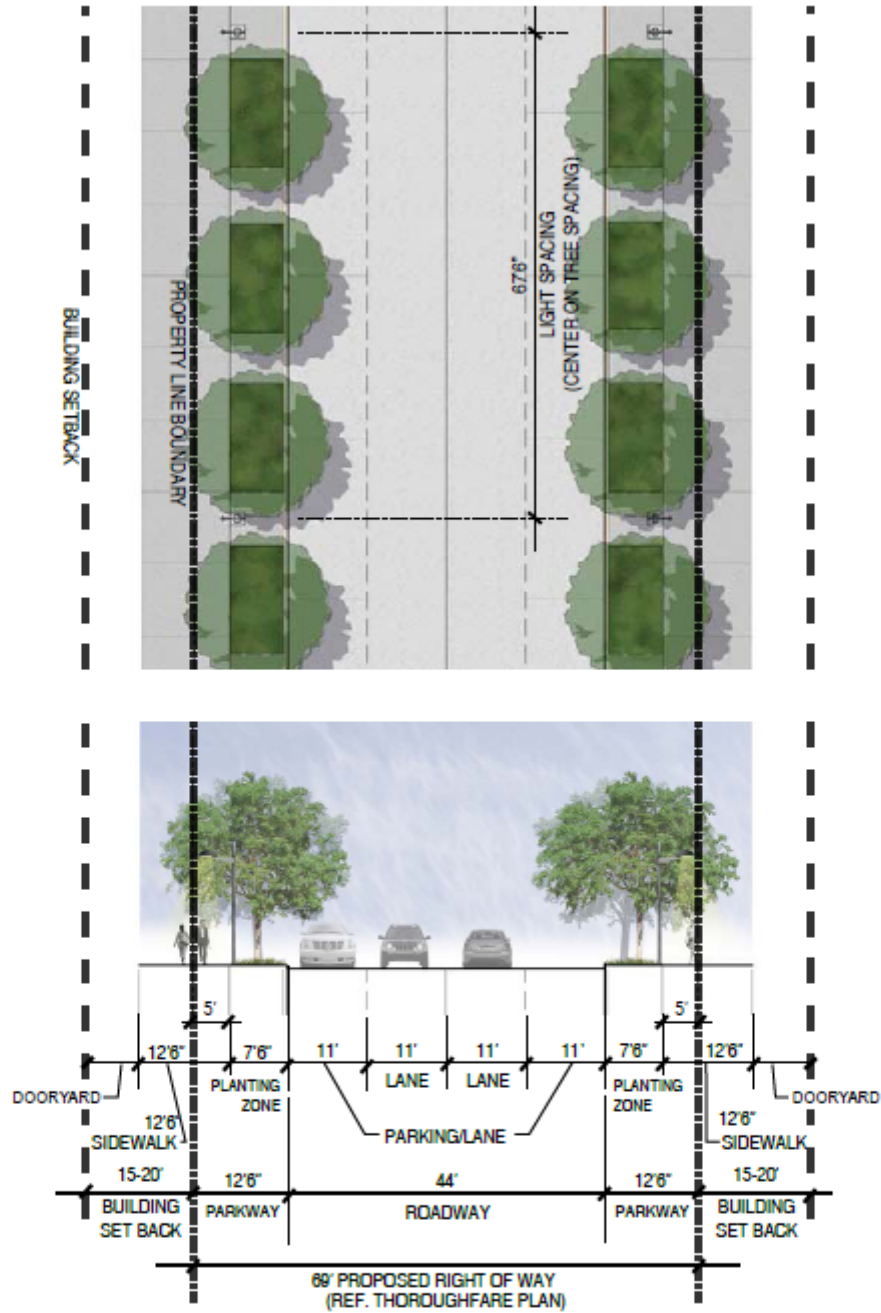 BUILDING SETBACK
PROPERTY LINE BOUNDARY
67'6"
LIGHT SPACING
(CENTER ON TREE SPACING)
5'
5'
12'6"
7'6"
11'
11'
11'
11'
7'6"
12'6"
LANE
LANE
DOORYARD
PLANTING
ZONE
PLANTING
ZONE
DOORYARD
12'6"
SIDEWALK
PARKING/LANE
12'6"
SIDEWALK
15-20'
12'6"
44'
12'6"
15-20'
BUILDING
SET BACK
PARKWAY
ROADWAY
PARKWAY
BUILDING
SET BACK
69' PROPOSED RIGHT OF WAY
(REF. THOROUGHFARE PLAN)